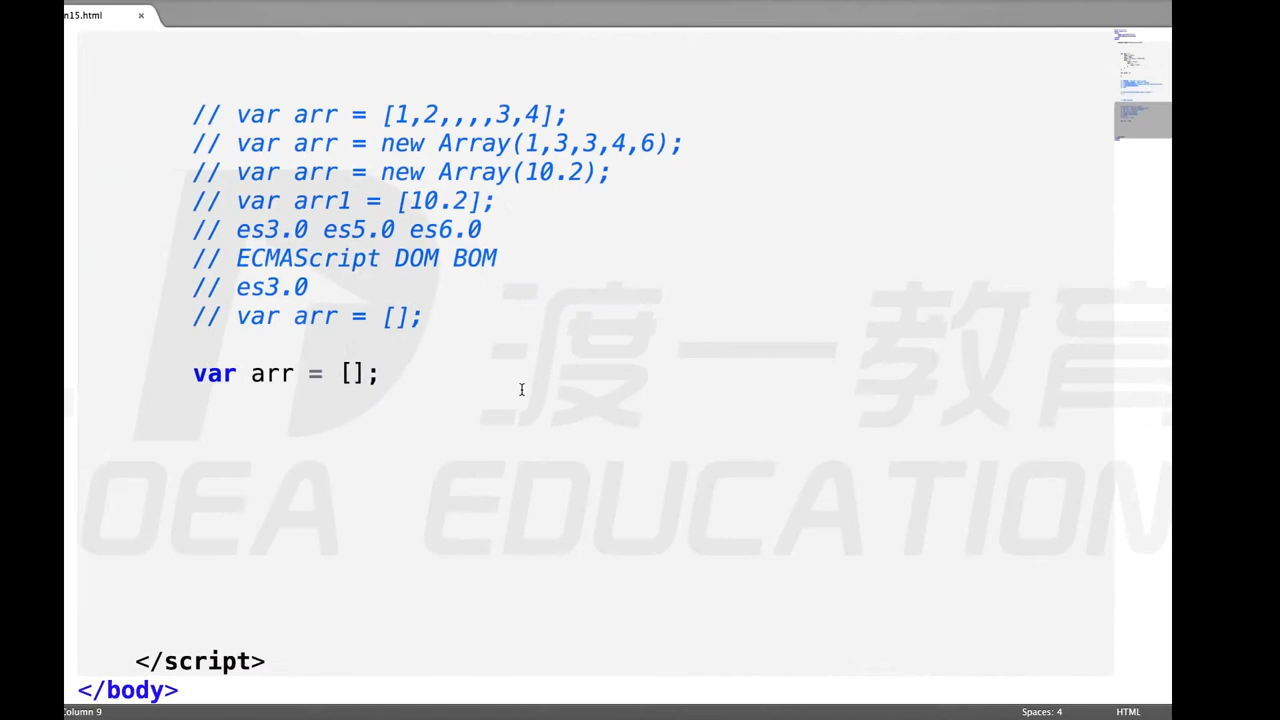 n15.html ×
// var arr = [1,2,,,,3,4];
// var arr = new Array(1,3,3,4,6);
// var arr = new Array(10.2);
// var arr1 = [10.2];
// es3.0 es5.0 es6.0
// ECMAScript DOM BOM
// es3.0
// var arr = [];
var arr = [];
渡一教育
OEA EDUCATION
</script>
</body>
Column 9 Spaces: 4 HTML